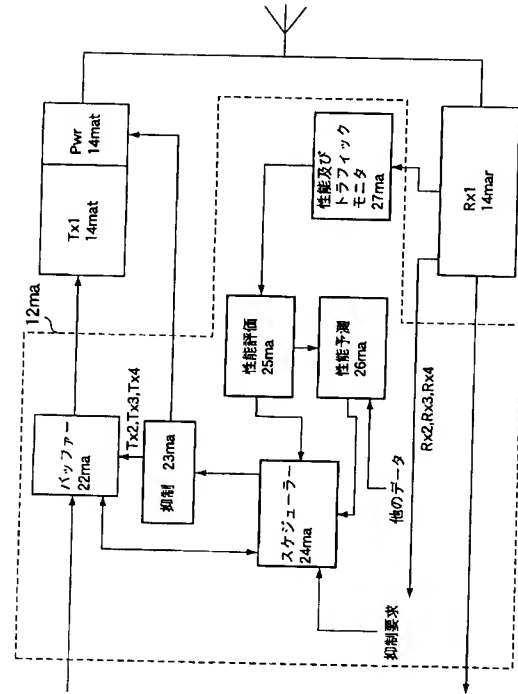 Pwr
14mat
Tx1
14mat
12ma
バッファー
22ma
Tx2,Tx3,Tx4
抑制 23ma
スケジューラー
24ma
性能評価
25ma
性能予測
26ma
性能及び
トラフィック
モニタ
27ma
他のデータ
抑制要求
Rx2,Rx3,Rx4
Rx1
14mar